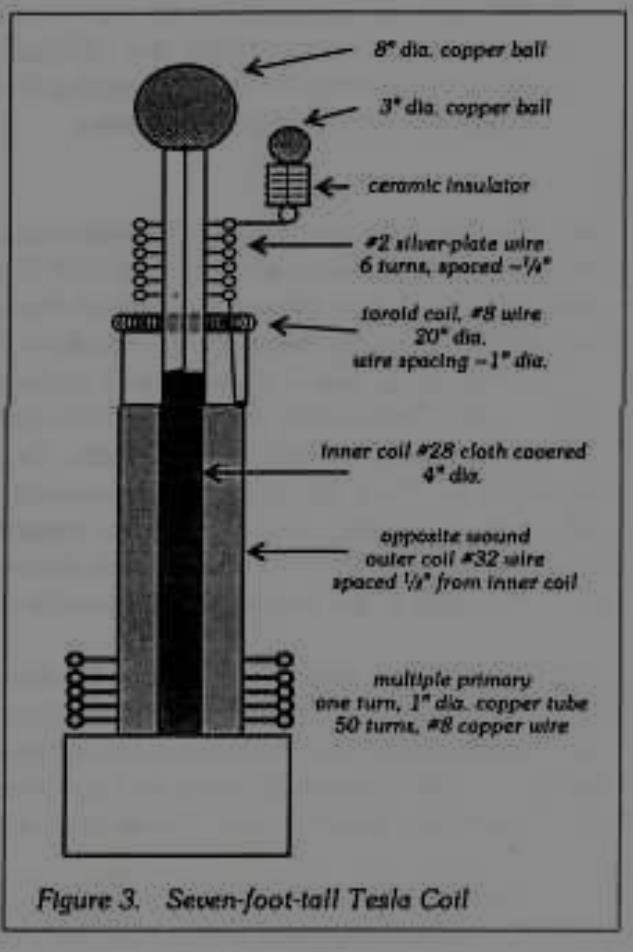 8" dia. copper ball
3" dia. copper ball
ceramic insulator
#2 silver-plate wire
6 turns, spaced ~¼"
toroid coil, #8 wire
20" dia.
wire spacing ~1" dia.
inner coil #28 cloth covered
4" dia.
opposite wound
outer coil #32 wire
spaced ½" from inner coil
multiple primary
one turn, 1" dia. copper tube
50 turns, #8 copper wire
Figure 3. Seven-foot-tall Tesla Coil